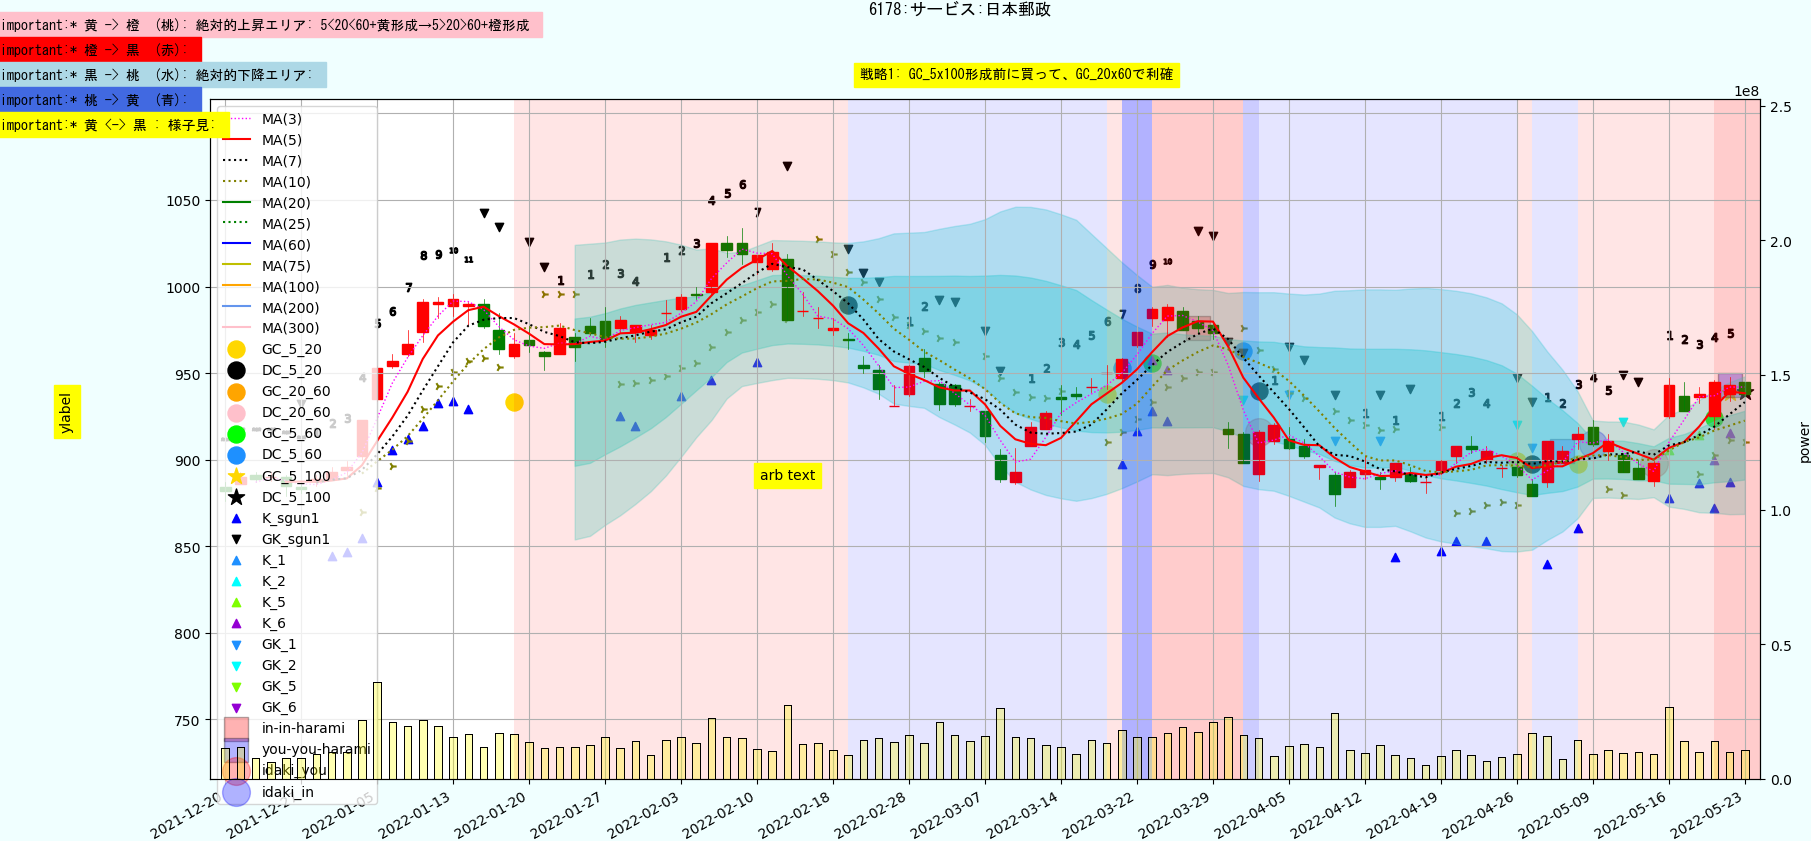 6178:サービス:日本郵政
important:* 黄 -> 橙 (桃): 絶対的上昇エリア: 5<20<60+黄形成→5>20>60+橙形成
important:* 橙 -> 黒 (赤):
important:* 黒 -> 桃 (水): 絶対的下降エリア:
important:* 桃 -> 黄 (青):
important:* 黄 <-> 黒 : 様子見:
戦略1: GC_5x100形成前に買って、GC_20x60で利確
1e8
MA(3)
MA(5)
MA(7)
MA(10)
MA(20)
MA(25)
MA(60)
MA(75)
MA(100)
MA(200)
MA(300)
GC_5_20
DC_5_20
GC_20_60
DC_20_60
GC_5_60
DC_5_60
GC_5_100
DC_5_100
K_sgun1
GK_sgun1
K_1
K_2
K_5
K_6
GK_1
GK_2
GK_5
GK_6
in-in-harami
you-you-harami
idaki_you
idaki_in
ylabel
1050
1000
950
900
850
800
750
arb text
2.5
2.0
1.5
1.0
0.5
0.0
power
2021-12-20
2022-01-05
2022-01-13
2022-01-20
2022-01-27
2022-02-03
2022-02-10
2022-02-18
2022-02-28
2022-03-07
2022-03-14
2022-03-22
2022-03-29
2022-04-05
2022-04-12
2022-04-19
2022-04-26
2022-05-09
2022-05-16
2022-05-23